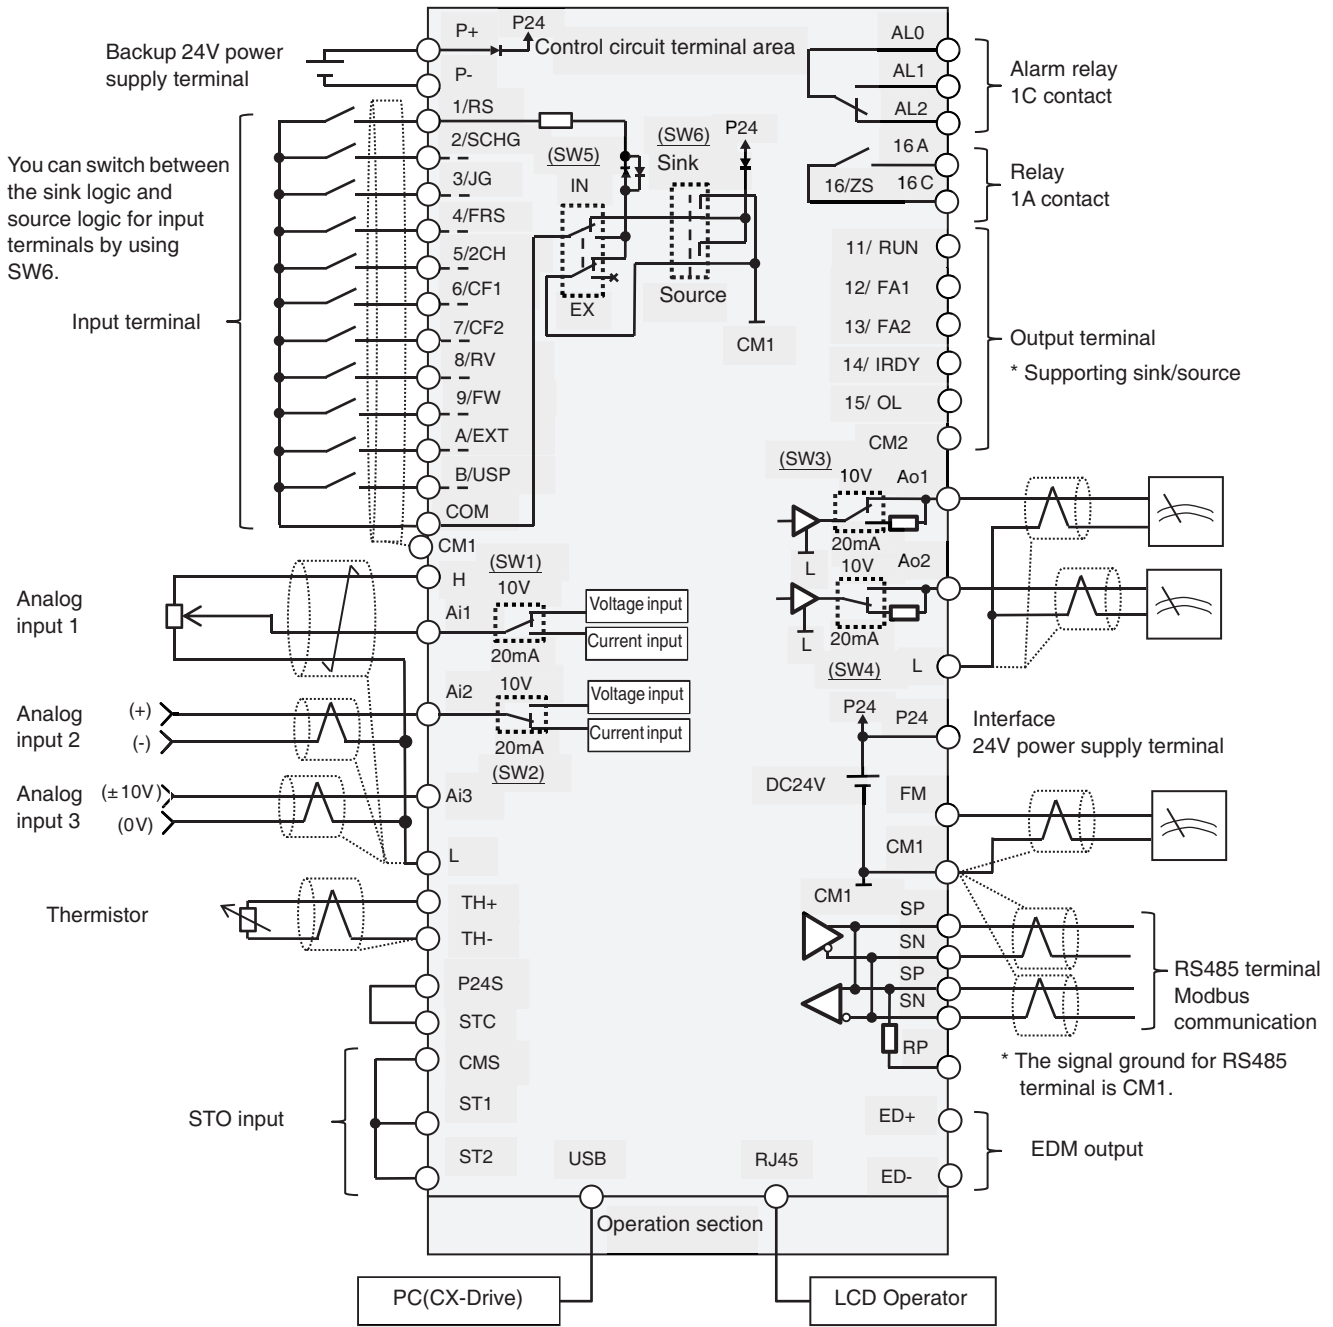 Backup 24V power
supply terminal
P+
P24
P-
Control circuit terminal area
AL0
AL1
AL2
Alarm relay
1C contact
You can switch between
the sink logic and
source logic for input
terminals by using
SW6.
Input terminal
1/RS
2/SCHG
3/JG
4/FRS
5/2CH
6/CF1
7/CF2
8/RV
9/FW
A/EXT
B/USP
COM
CM1
(SW5)
IN
EX
(SW6)
Sink
Source
P24
CM1
16A
16/ZS
16C
Relay
1A contact
11/ RUN
12/ FA1
13/ FA2
14/ IRDY
15/ OL
CM2
Output terminal
* Supporting sink/source
(SW3)
10V
Ao1
20mA
L
10V
Ao2
20mA
L
(SW4)
L
Analog
input 1
H
Ai1
(SW1)
10V
20mA
Voltage input
Current input
Analog
input 2
(+)
(-)
Ai2
10V
20mA
(SW2)
Voltage input
Current input
Analog
input 3
(±10V)
(0V)
Ai3
L
P24
P24
Interface
24V power supply terminal
DC24V
FM
CM1
CM1
Thermistor
TH+
TH-
P24S
STC
STO input
CMS
ST1
ST2
SP
SN
SP
SN
RP
RS485 terminal
Modbus
communication
* The signal ground for RS485
terminal is CM1.
ED+
ED-
EDM output
USB
RJ45
Operation section
PC(CX-Drive)
LCD Operator